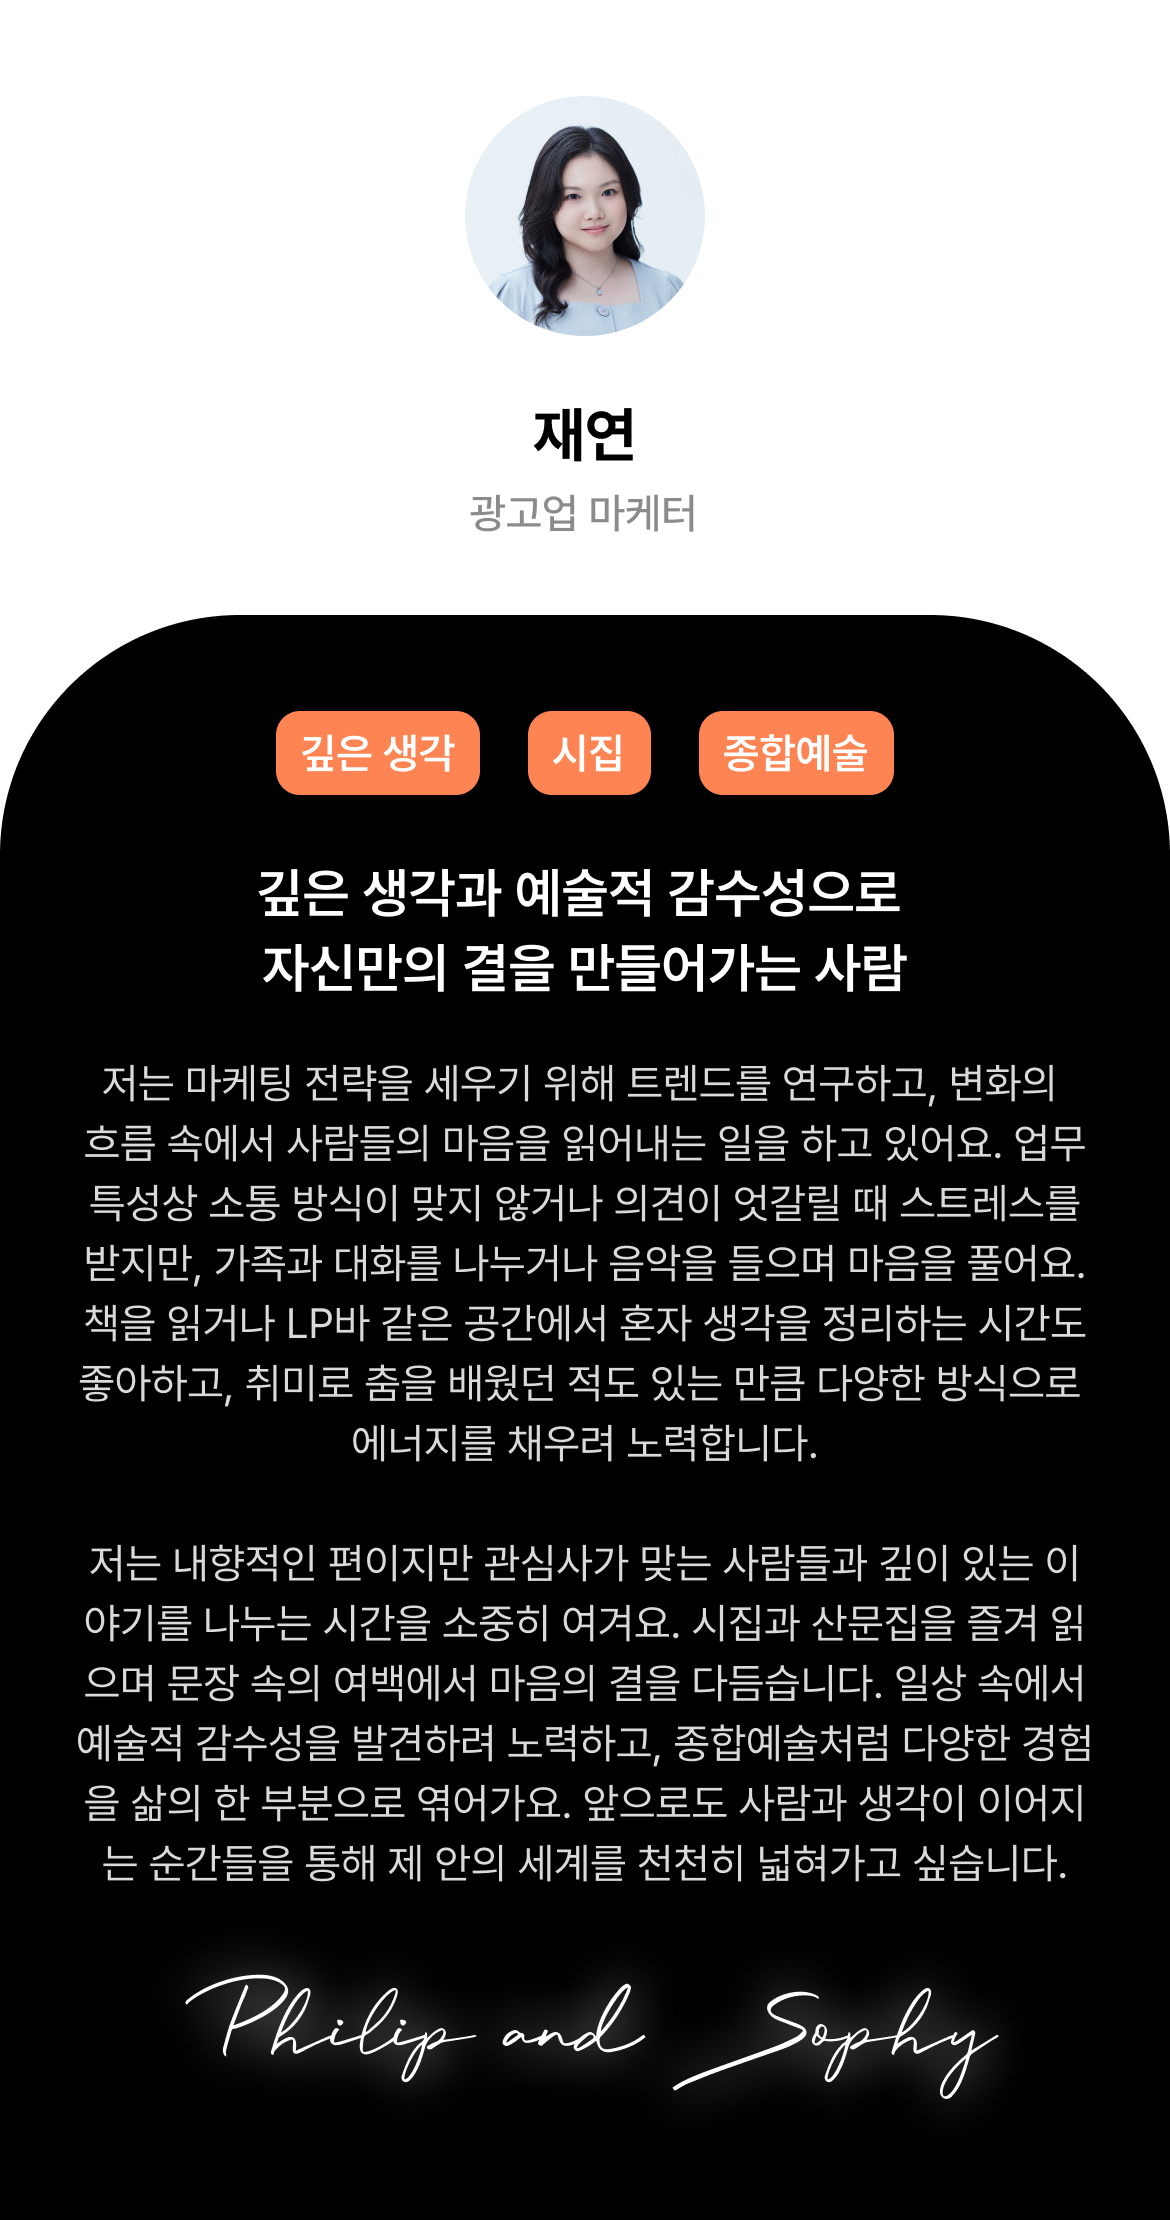 재연
광고업 마케터
깊은 생각
시집
종합예술
깊은 생각과 예술적 감수성으로
자신만의 결을 만들어가는 사람
저는 마케팅 전략을 세우기 위해 트렌드를 연구하고, 변화의
흐름 속에서 사람들의 마음을 읽어내는 일을 하고 있어요. 업무
특성상 소통 방식이 맞지 않거나 의견이 엇갈릴 때 스트레스를
받지만, 가족과 대화를 나누거나 음악을 들으며 마음을 풀어요.
책을 읽거나 LP바 같은 공간에서 혼자 생각을 정리하는 시간도
좋아하고, 취미로 춤을 배웠던 적도 있는 만큼 다양한 방식으로
에너지를 채우려 노력합니다.
저는 내향적인 편이지만 관심사가 맞는 사람들과 깊이 있는 이
야기를 나누는 시간을 소중히 여겨요. 시집과 산문집을 즐겨 읽
으며 문장 속의 여백에서 마음의 결을 다듬습니다. 일상 속에서
예술적 감수성을 발견하려 노력하고, 종합예술처럼 다양한 경험
을 삶의 한 부분으로 엮어가요. 앞으로도 사람과 생각이 이어지
는 순간들을 통해 제 안의 세계를 천천히 넓혀가고 싶습니다.
Philip and Sophy